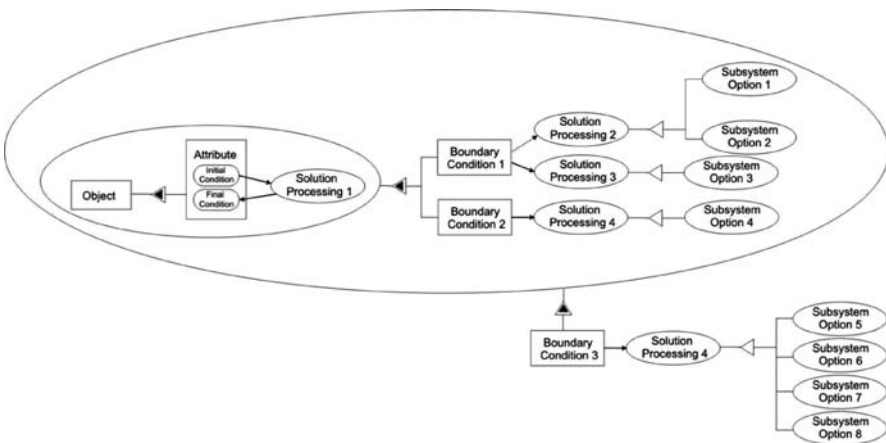 Object
Attribute
Initial
Condition
Final
Condition
Solution
Processing 1
Boundary
Condition 1
Boundary
Condition 2
Solution
Processing 2
Solution
Processing 3
Solution
Processing 4
Subsystem
Option 1
Subsystem
Option 2
Subsystem
Option 3
Subsystem
Option 4
Boundary
Condition 3
Solution
Processing 4
Subsystem
Option 5
Subsystem
Option 6
Subsystem
Option 7
Subsystem
Option 8